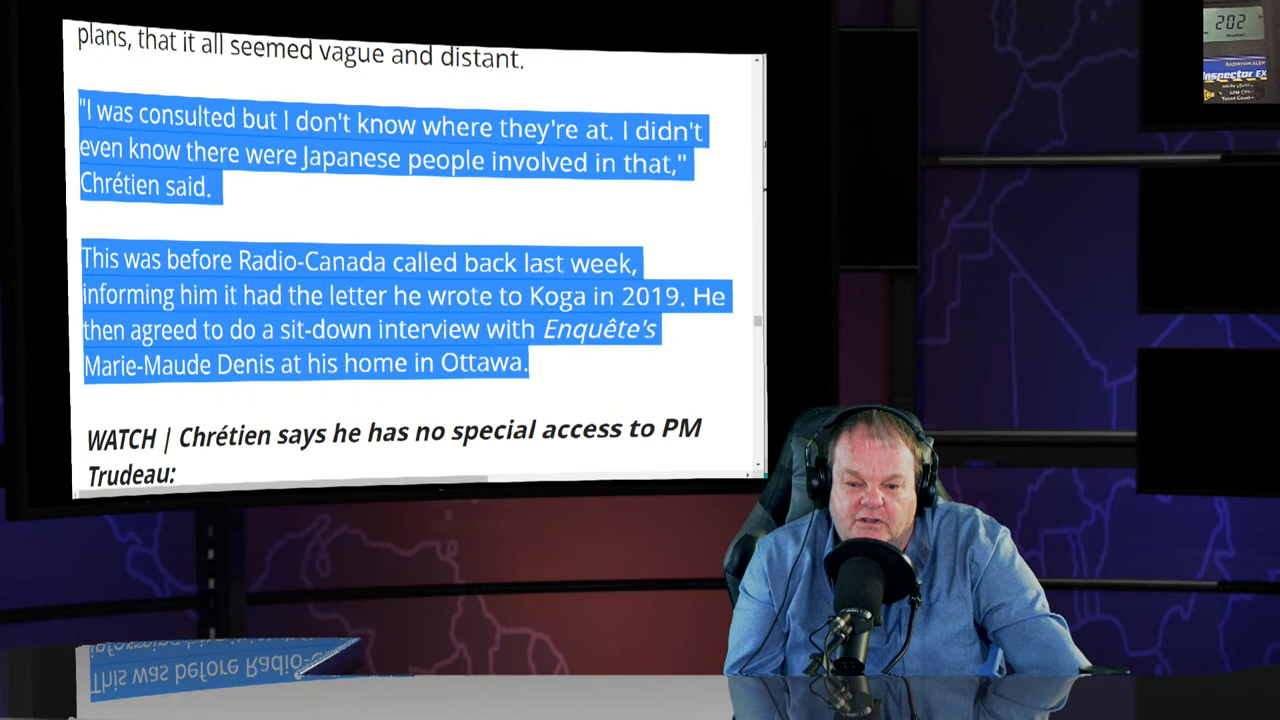 plans, that it all seemed vague and distant.
"I was consulted but I don't know where they're at. I didn't
even know there were Japanese people involved in that,"
Chrétien said.
This was before Radio-Canada called back last week,
informing him it had the letter he wrote to Koga in 2019. He
then agreed to do a sit-down interview with Enquête's
Marie-Maude Denis at his home in Ottawa.
WATCH | Chrétien says he has no special access to PM
Trudeau:
202
RADIATION ALERT
Inspector EX